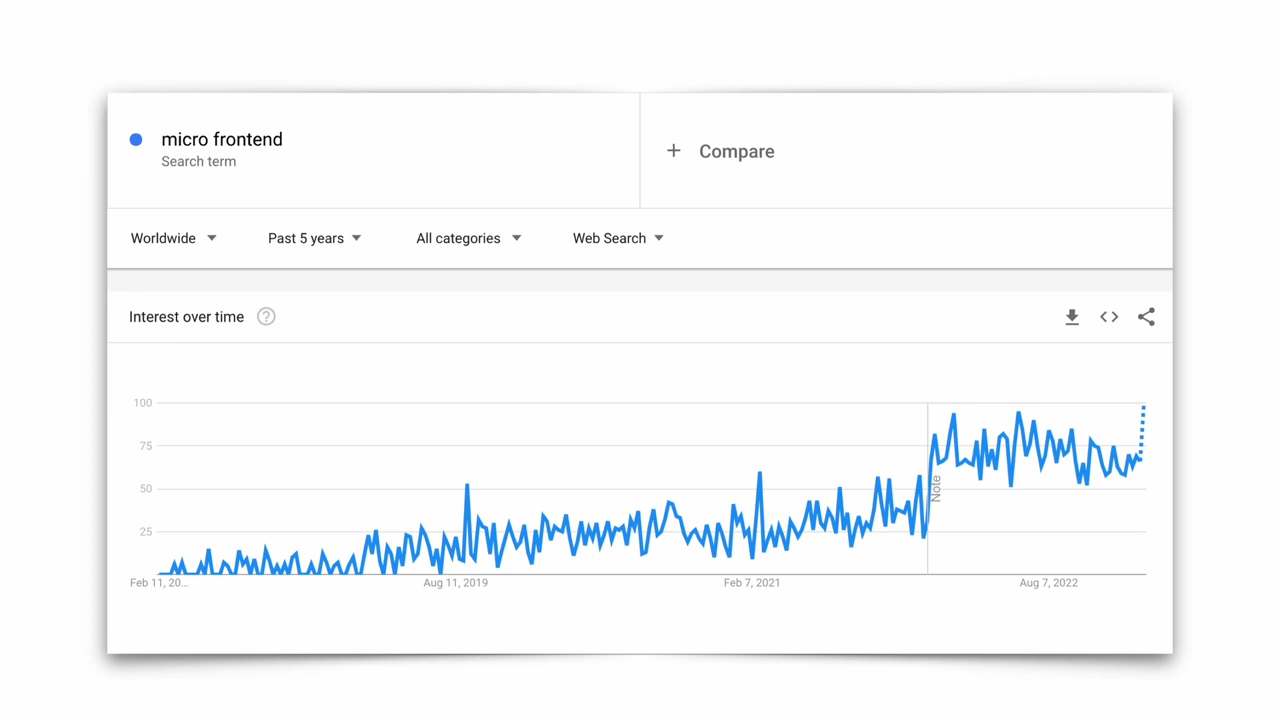 micro frontend
Search term
+ Compare
Worldwide
Past 5 years
All categories
Web Search
Interest over time ?
100
75
50
25
Note
Feb 11, 20...
Aug 11, 2019
Feb 7, 2021
Aug 7, 2022